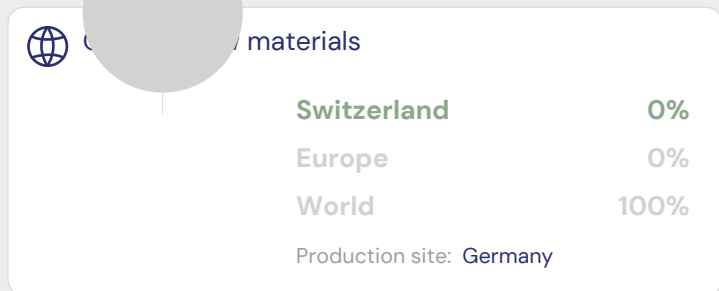 materials
Switzerland 0%
Europe 0%
World 100%
Production site: Germany